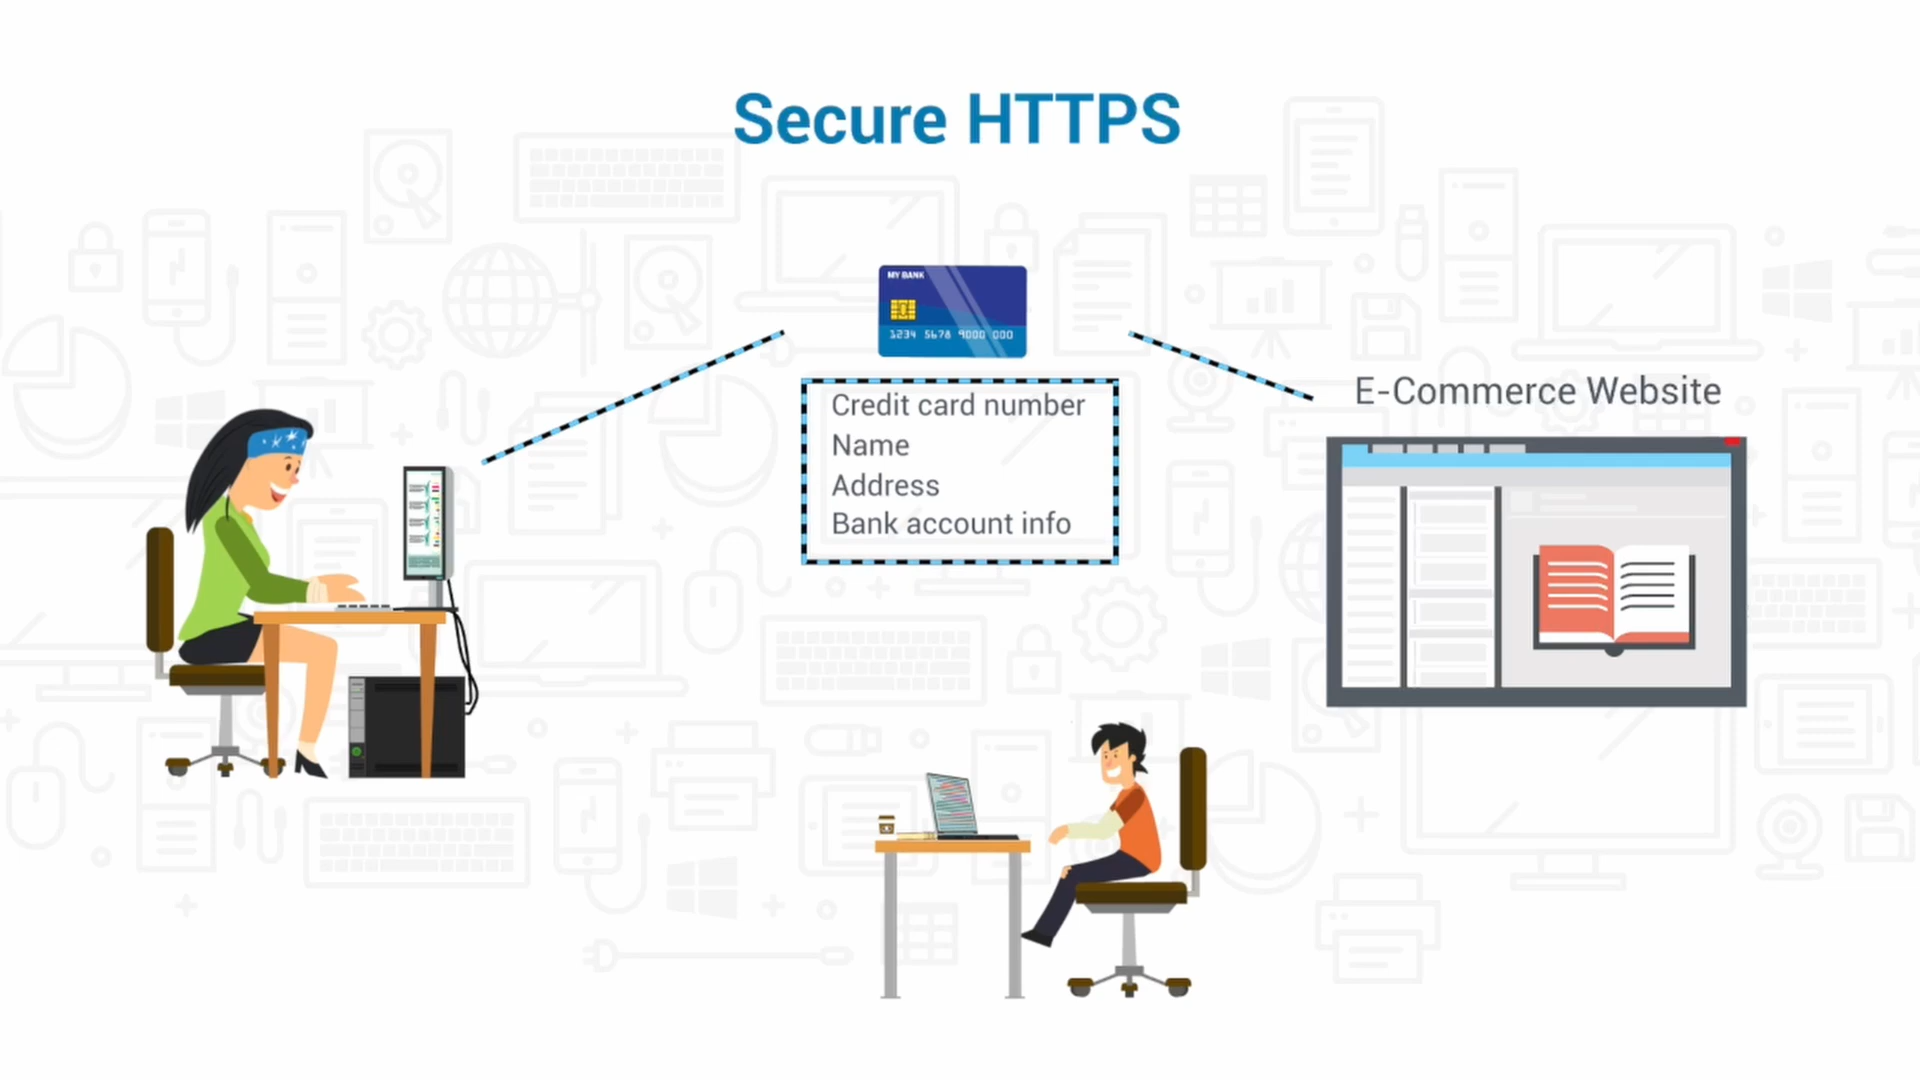 Secure HTTPS
MY BANK
1234 5678 9000 000
Credit card number
Name
Address
Bank account info
E-Commerce Website